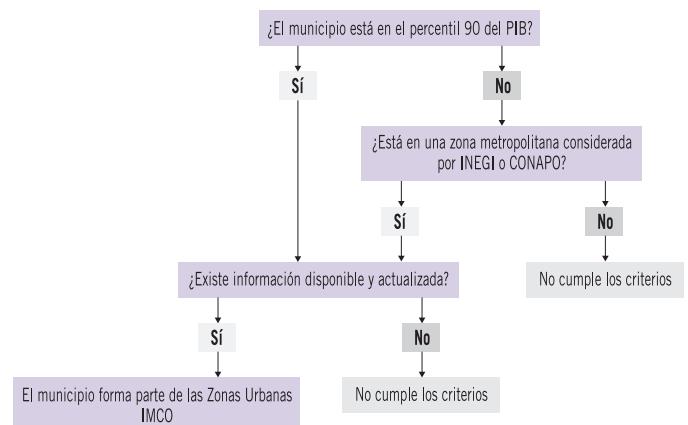 ¿El municipio está en el percentil 90 del PIB?
Sí
No
¿Está en una zona metropolitana considerada
por INEGI o CONAPO?
Sí
No
¿Existe información disponible y actualizada?
No cumple los criterios
Sí
No
El municipio forma parte de las Zonas Urbanas
IMCO
No cumple los criterios